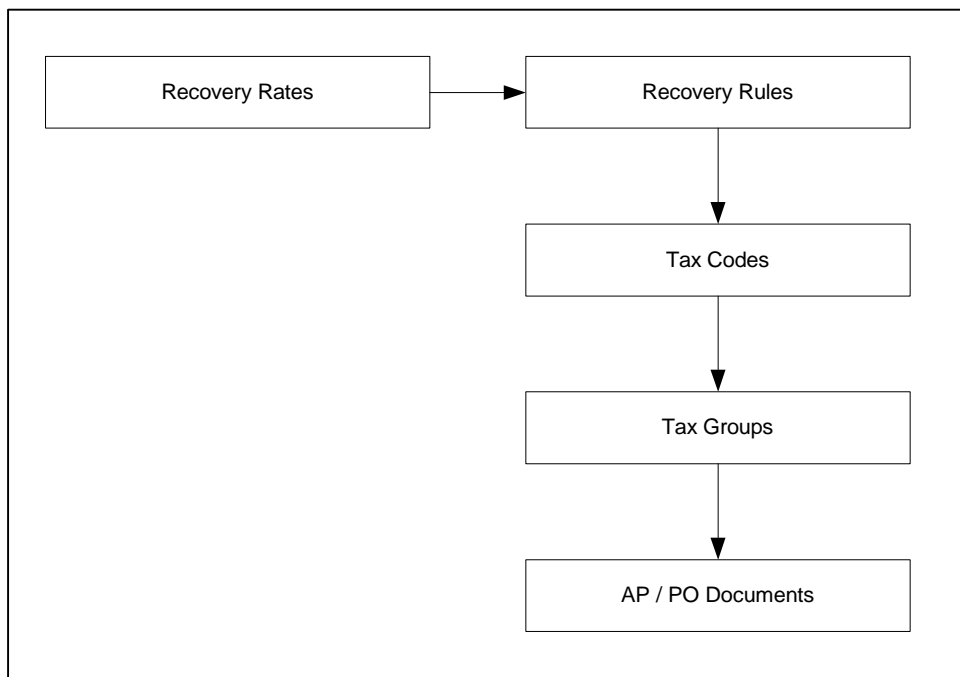 Recovery Rates
Recovery Rules
Tax Codes
Tax Groups
AP / PO Documents